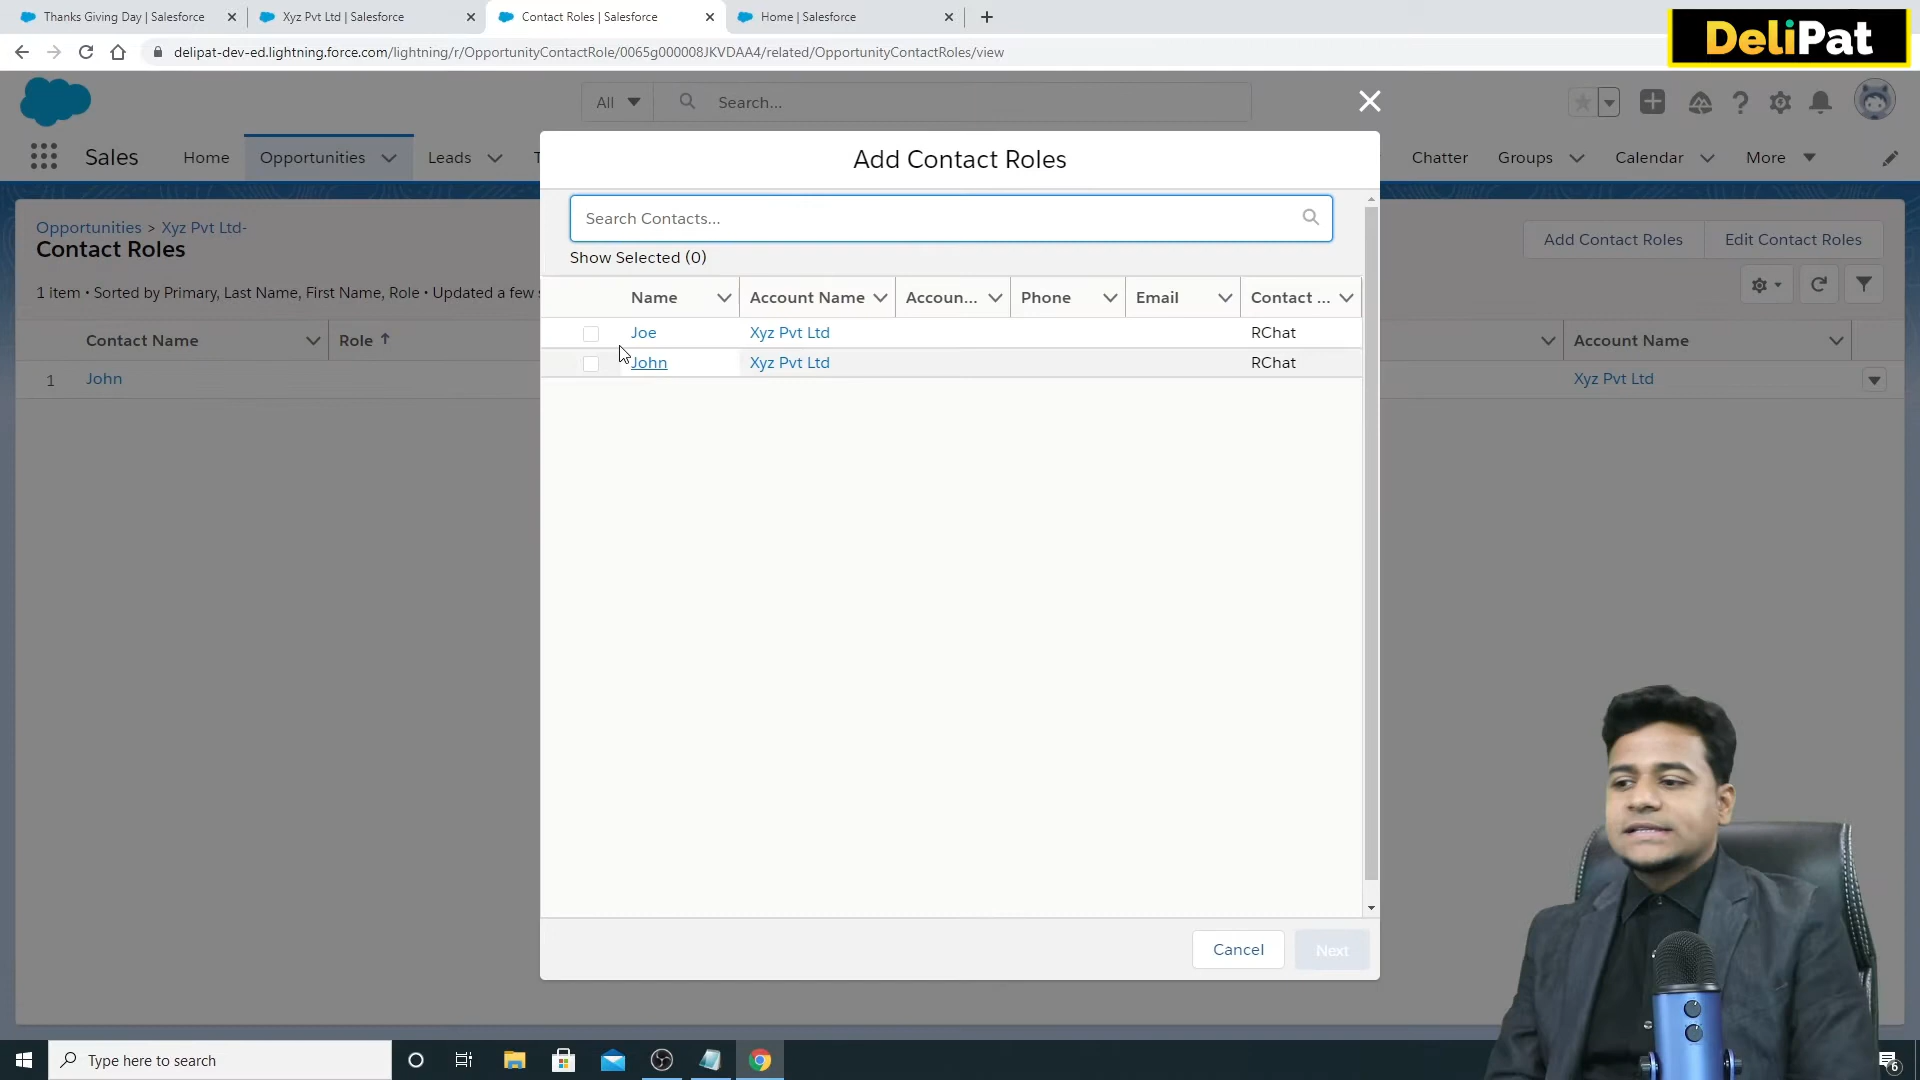 Thanks Giving Day | Salesforce
Xyz Pvt Ltd | Salesforce
Contact Roles | Salesforce
Home | Salesforce
delipat-dev-ed.lightning.force.com/lightning/r/OpportunityContactRole/0065g000008JKVDAA4/related/OpportunityContactRoles/view
DeliPat
All
Search...
Sales
Home
Opportunities
Leads
Chatter
Groups
Calendar
More
Add Contact Roles
Opportunities > Xyz Pvt Ltd-
Contact Roles
Add Contact Roles
Edit Contact Roles
1 item • Sorted by Primary, Last Name, First Name, Role • Updated a few s
Contact Name
Role
Account Name
1
John
Xyz Pvt Ltd
Search Contacts...
Show Selected (0)
Name
Account Name
Accoun...
Phone
Email
Contact ...
Joe
Xyz Pvt Ltd
RChat
John
Xyz Pvt Ltd
RChat
Cancel
Next
Type here to search
6